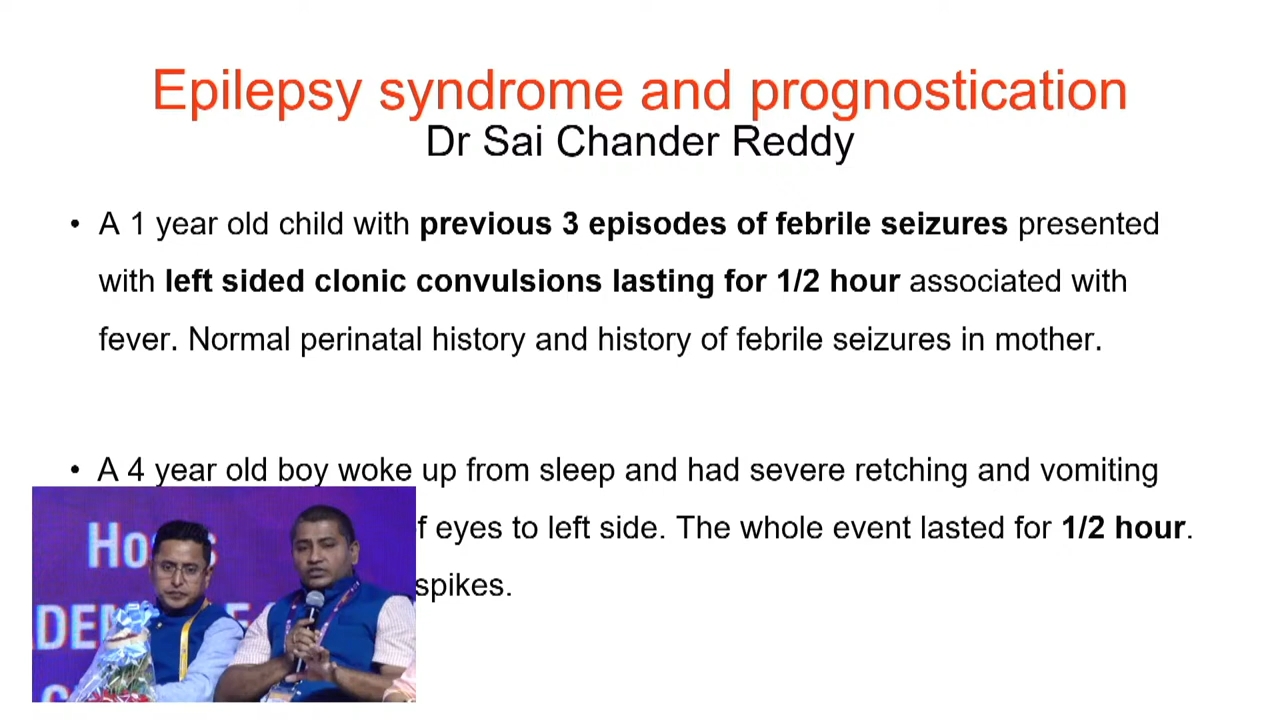 Epilepsy syndrome and prognostication
Dr Sai Chander Reddy
• A 1 year old child with previous 3 episodes of febrile seizures presented
with left sided clonic convulsions lasting for 1/2 hour associated with
fever. Normal perinatal history and history of febrile seizures in mother.
• A 4 year old boy woke up from sleep and had severe retching and vomiting
f eyes to left side. The whole event lasted for 1/2 hour.
spikes.